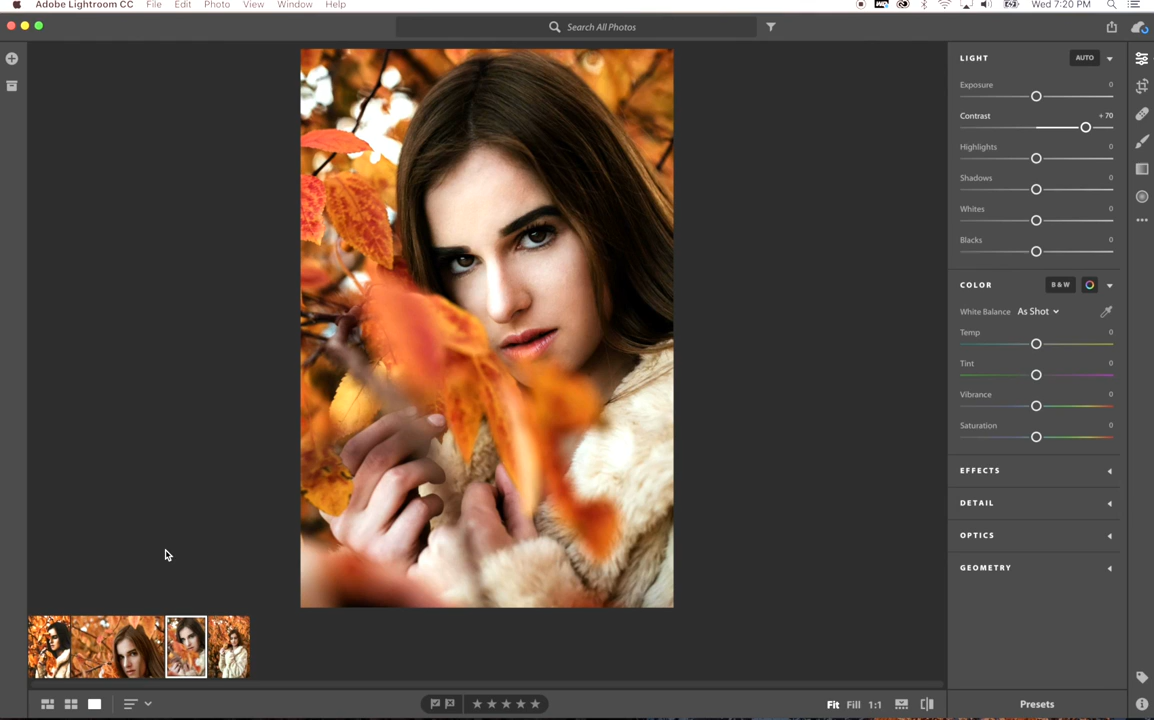 Adobe Lightroom CC File Edit Photo View Window Help Wed 7:20 PM
Search All Photos
LIGHT AUTO
Exposure 0
Contrast + 70
Highlights 0
Shadows 0
Whites 0
Blacks 0
COLOR B & W
White Balance As Shot
Temp 0
Tint 0
Vibrance 0
Saturation 0
EFFECTS
DETAIL
OPTICS
GEOMETRY
Fit Fill 1:1 Presets